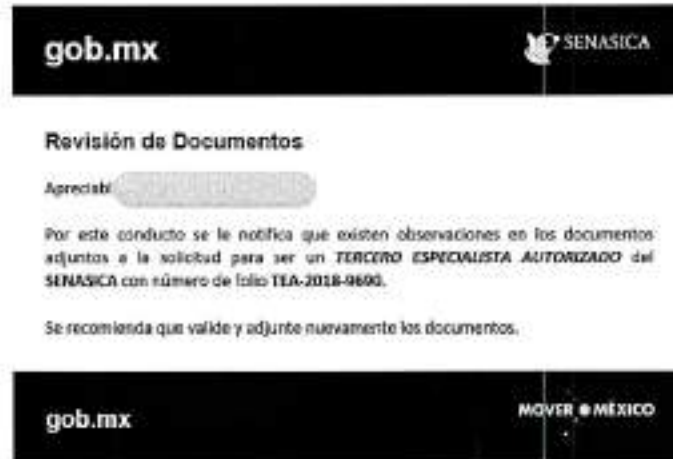 gob.mx
SENASICA
Revisión de Documentos
Apreciabl
Por este conducto se le notifica que existen observaciones en los documentos
adjuntos a la solicitud para ser un TERCERO ESPECIALISTA AUTORIZADO del
SENASICA con número de folio TEA-2018-9690.
Se recomienda que valide y adjunte nuevamente los documentos.
gob.mx
MOVER A MÉXICO